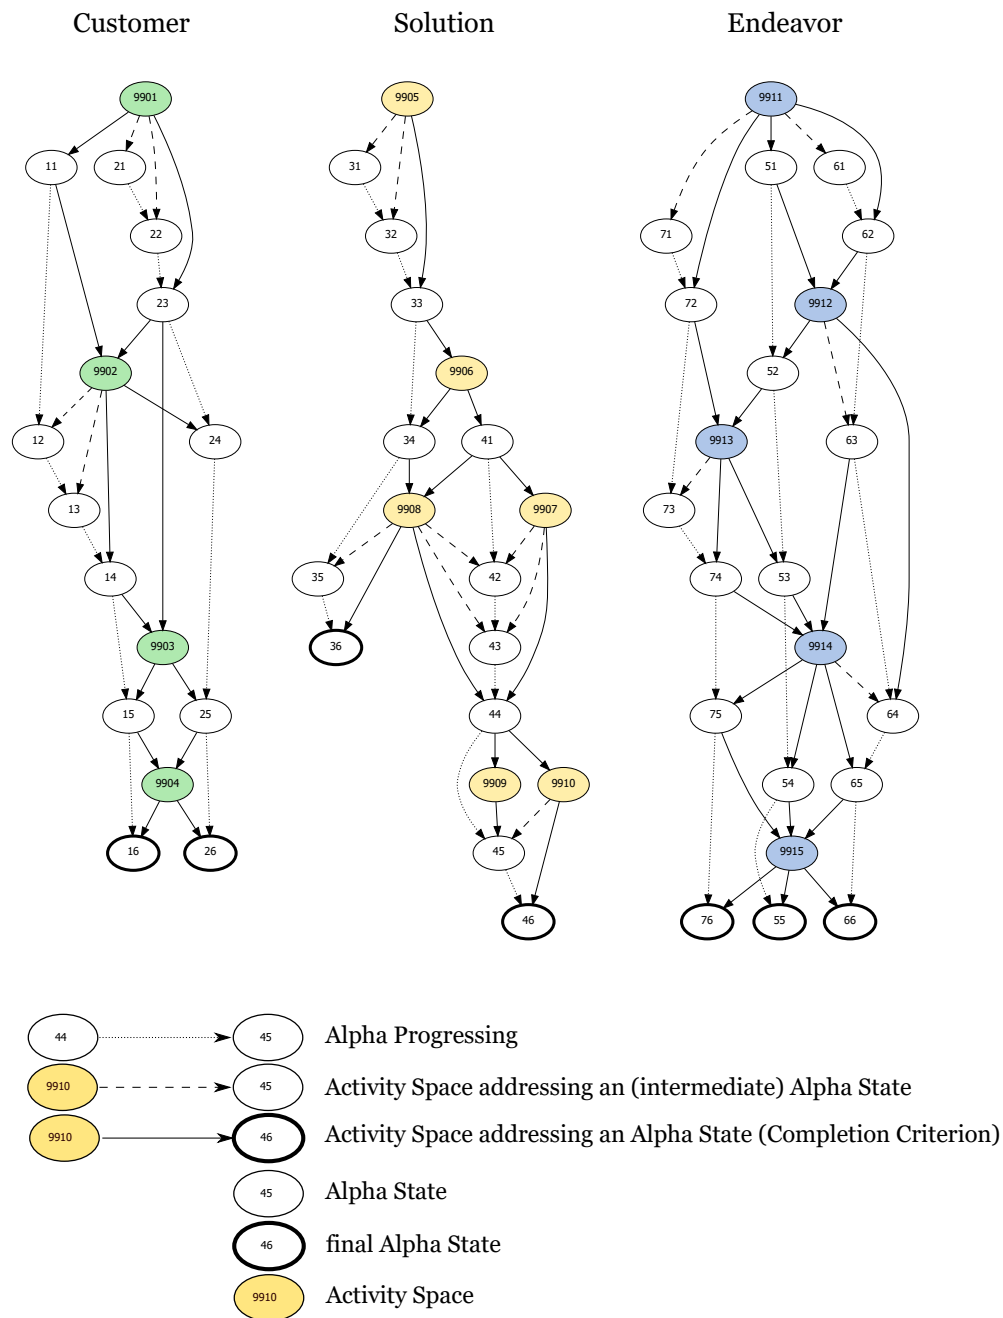 Customer Solution Endeavor
9901 9905 9911
11 21 31 51 61
22 32 71 62
23 33 72 9912
9902 9906 52
12 24 34 41 9913 63
13 9908 9907 73
14 35 42 74 53
9903 36 43 9914
15 25 44 75 64
9904 9909 9910 54 65
16 26 45 9915
46 76 55 66
44 45 Alpha Progressing
9910 45 Activity Space addressing an (intermediate) Alpha State
9910 46 Activity Space addressing an Alpha State (Completion Criterion)
45 Alpha State
46 final Alpha State
9910 Activity Space